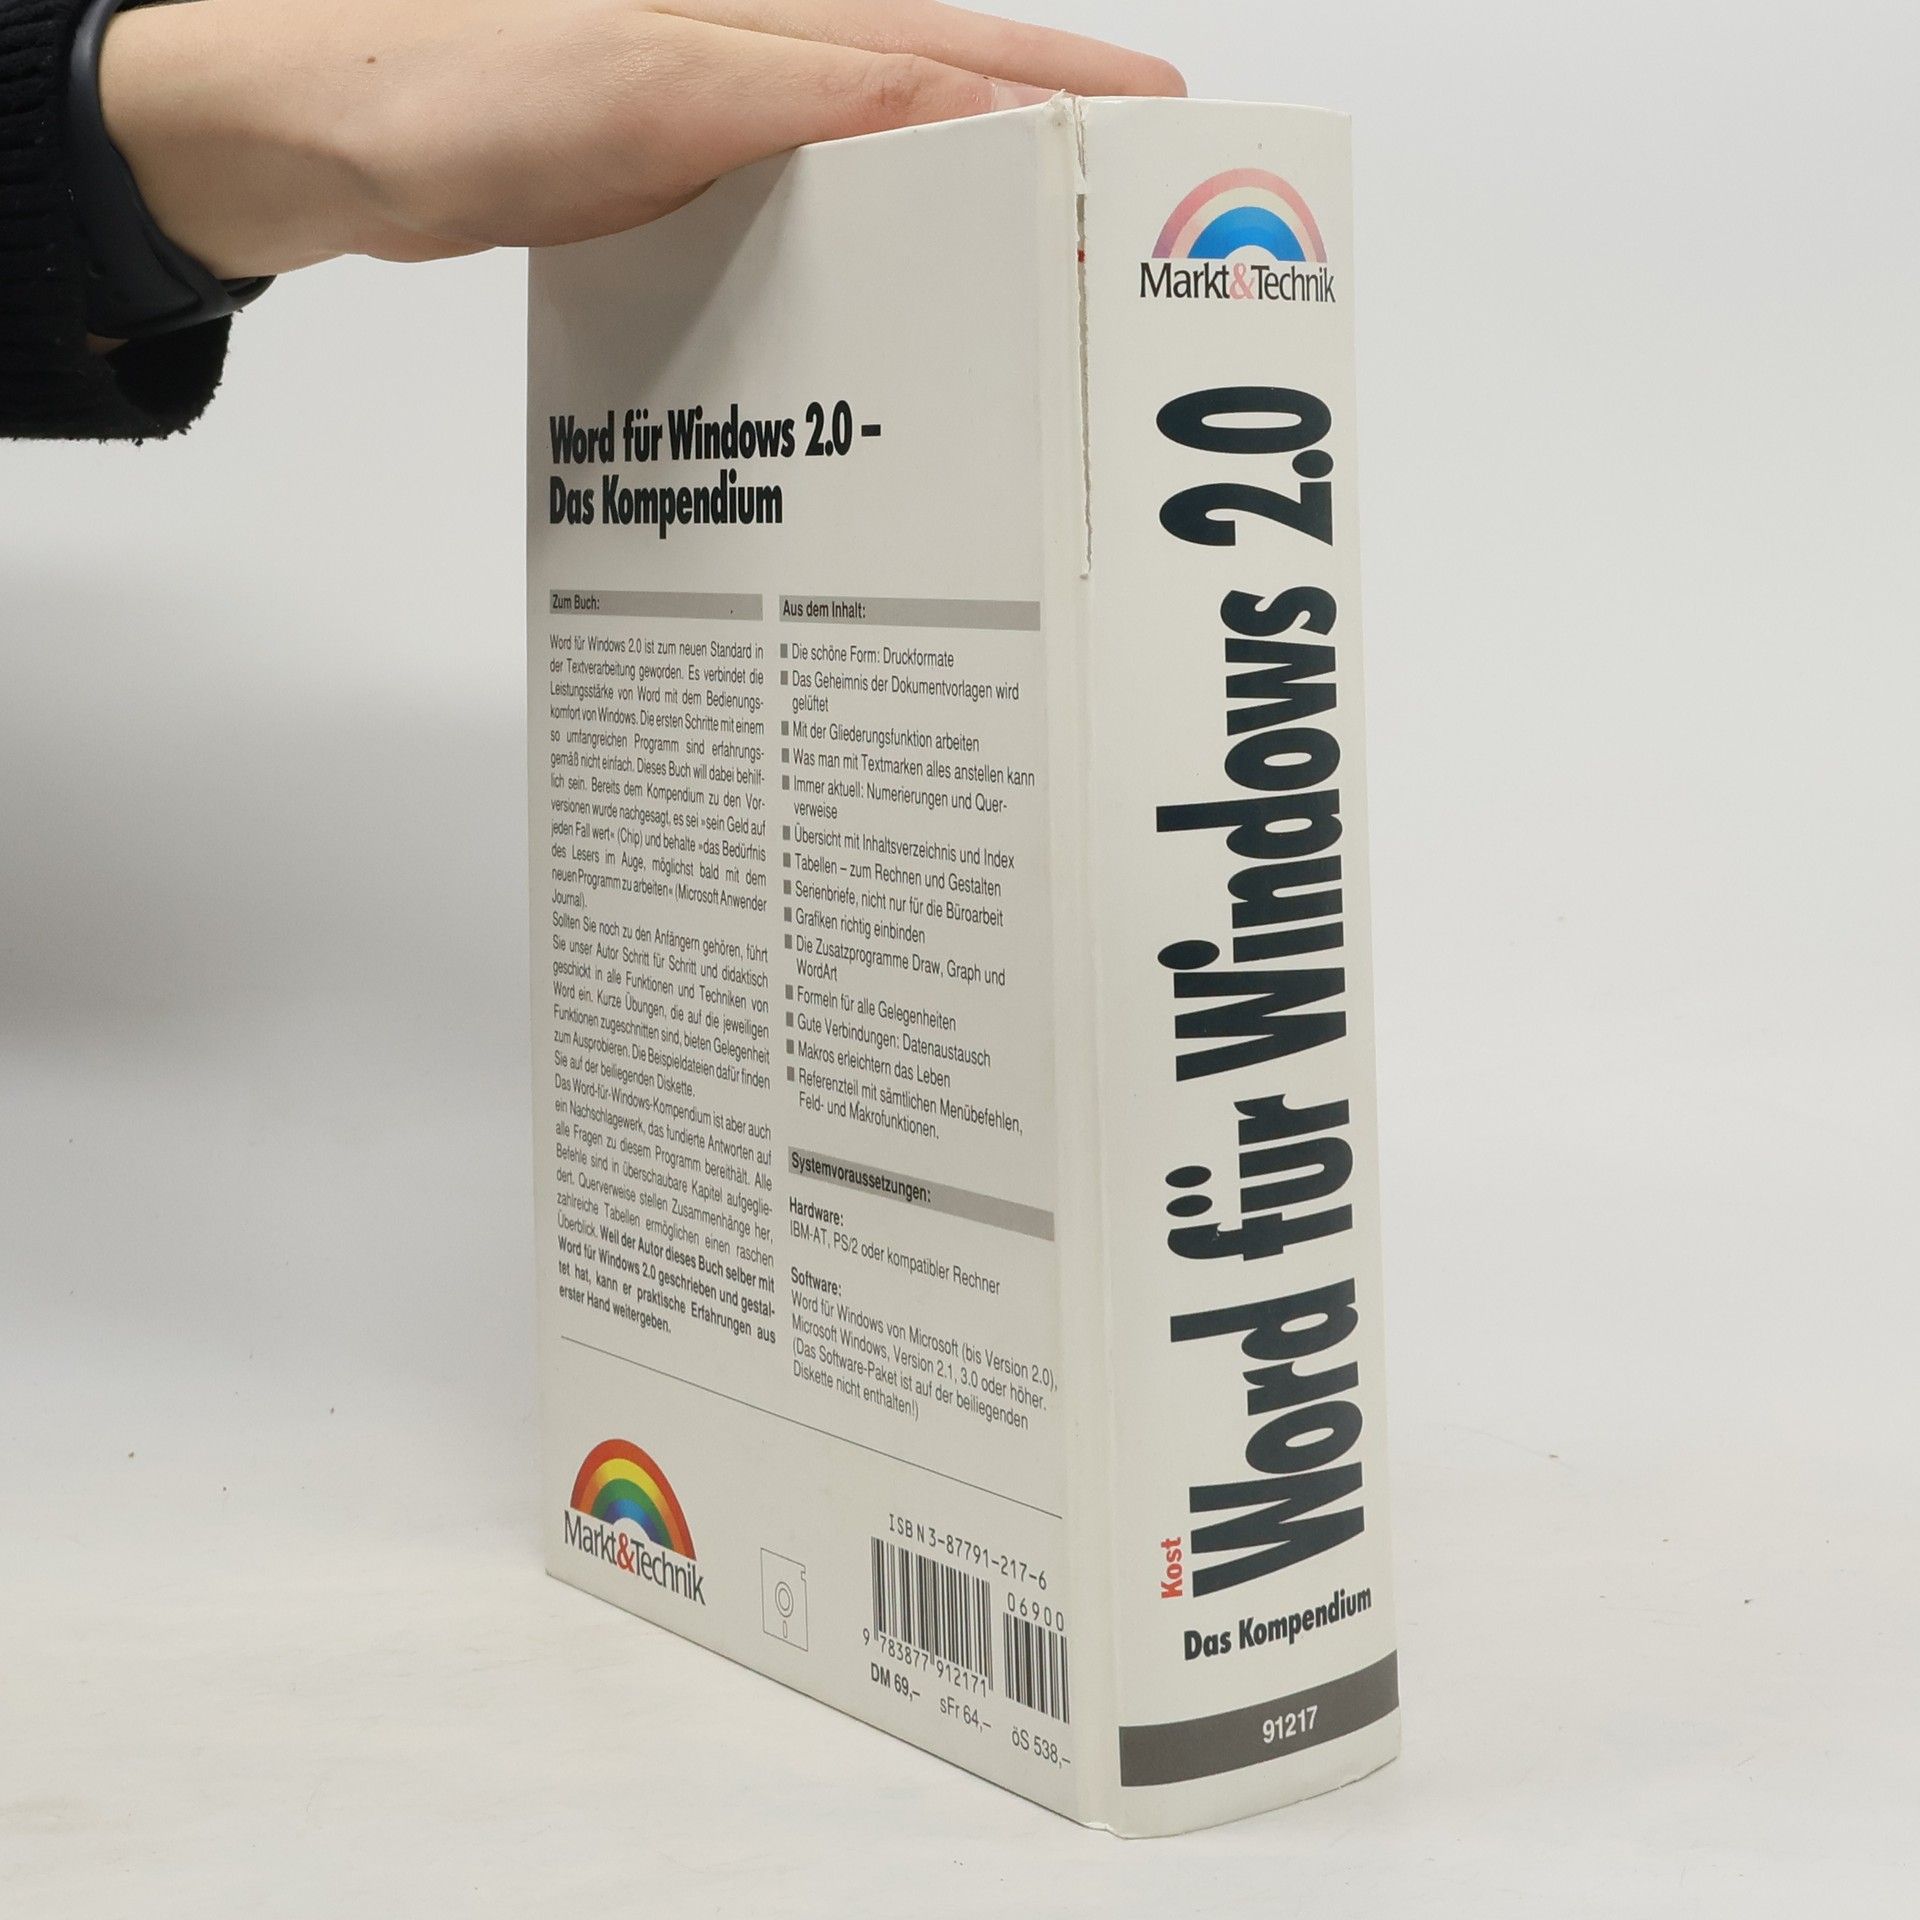 Word für Windows 2.0 –
Das Kompendium
Zum Buch:
Word für Windows 2.0 ist zum neuen Standard in
der Textverarbeitung geworden. Es verbindet die
Leistungsstärke von Word mit dem Bedienungs-
komfort von Windows. Die ersten Schritte mit einem
so umfangreichen Programm sind erfahrungs-
gemäß nicht einfach. Dieses Buch will dabei behilf-
lich sein. Bereits dem Kompendium zu den Vor-
versionen wurde nachgesagt, es sei »sein Geld auf
jeden Fall wert« (Chip) und behalte »das Bedürfnis
des Lesers im Auge, möglichst bald mit dem
neuen Programm zu arbeiten« (Microsoft Anwender
Journal).
Sollten Sie noch zu den Anfängern gehören, führt
Sie unser Autor Schritt für Schritt und didaktisch
geschickt in alle Funktionen und Techniken von
Word ein. Kurze Übungen, die auf die jeweiligen
Funktionen zugeschnitten sind, bieten Gelegenheit
zum Ausprobieren. Die Beispieldateien dafür finden
Sie auf der beiliegenden Diskette.
Das Word-für-Windows-Kompendium ist aber auch
ein Nachschlagewerk, das fundierte Antworten auf
alle Fragen zu diesem Programm bereithält. Alle
Befehle sind in überschaubare Kapitel aufgeglie-
dert. Querverweise stellen Zusammenhänge her,
zahlreiche Tabellen ermöglichen einen raschen
Überblick. Weil der Autor dieses Buch selber mit
Word für Windows 2.0 geschrieben und gestal-
tet hat, kann er praktische Erfahrungen aus
erster Hand weitergeben.
Aus dem Inhalt:
Die schöne Form: Druckformate
Das Geheimnis der Dokumentvorlagen wird
gelüftet
Mit der Gliederungsfunktion arbeiten
Was man mit Textmarken alles anstellen kann
Immer aktuell: Numerierungen und Quer-
verweise
Übersicht mit Inhaltsverzeichnis und Index
Tabellen – zum Rechnen und Gestalten
Serienbriefe, nicht nur für die Büroarbeit
Grafiken richtig einbinden
Die Zusatzprogramme Draw, Graph und
WordArt
Formeln für alle Gelegenheiten
Gute Verbindungen: Datenaustausch
Makros erleichtern das Leben
Referenzteil mit sämtlichen Menübefehlen,
Feld- und Makrofunktionen.
Systemvoraussetzungen:
Hardware:
IBM-AT, PS/2 oder kompatibler Rechner
Software:
Word für Windows von Microsoft (bis Version 2.0),
Microsoft Windows, Version 2.1, 3.0 oder höher.
(Das Software-Paket ist auf der beiliegenden
Diskette nicht enthalten!)
Markt&Technik
ISBN 3-87791-217-6
06900
9 783877 912171
DM 69,– sFr 64,– öS 538,–
Markt&Technik
Kost
Word für Windows 2.0
Das Kompendium
91217